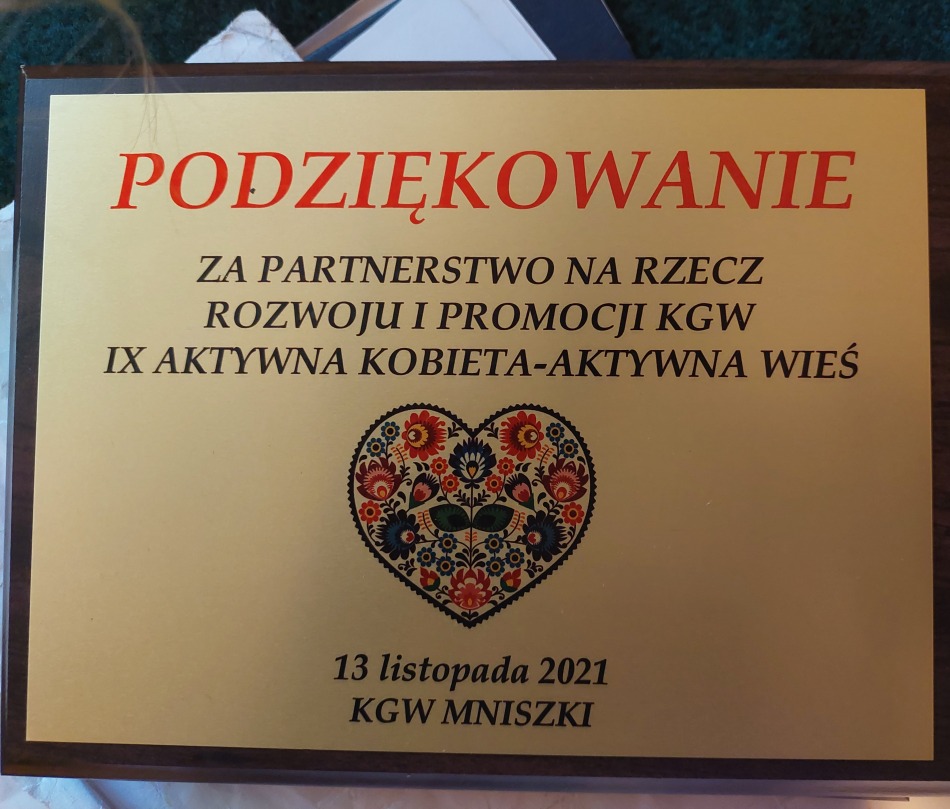 PODZIĘKOWANIE
ZA PARTNERSTWO NA RZECZ
ROZWOJU I PROMOCJI KGW
IX AKTYWNA KOBIETA-AKTYWNA WIEŚ
13 listopada 2021
KGW MNISZKI